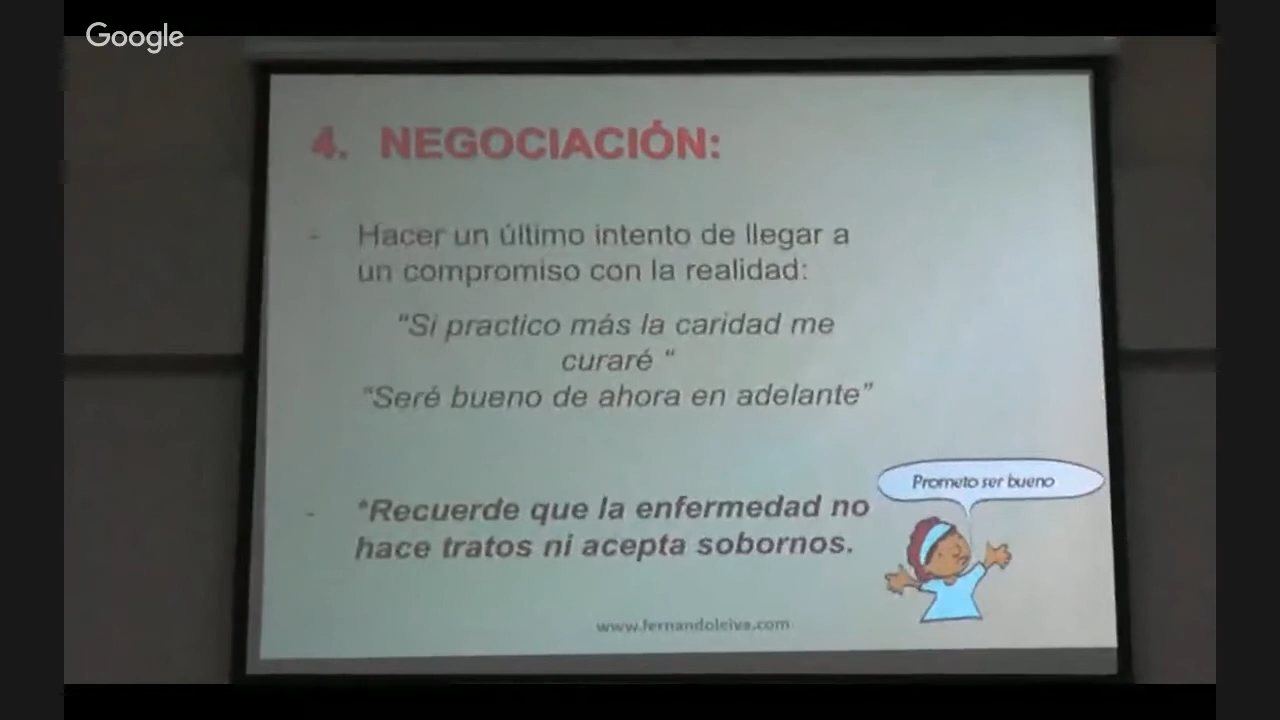 Google
4. NEGOCIACIÓN:
- Hacer un último intento de llegar a
un compromiso con la realidad:
“Si practico más la caridad me
curaré “
“Seré bueno de ahora en adelante”
Prometo ser bueno
- *Recuerde que la enfermedad no
hace tratos ni acepta sobornos.
www.fernandoleiva.com